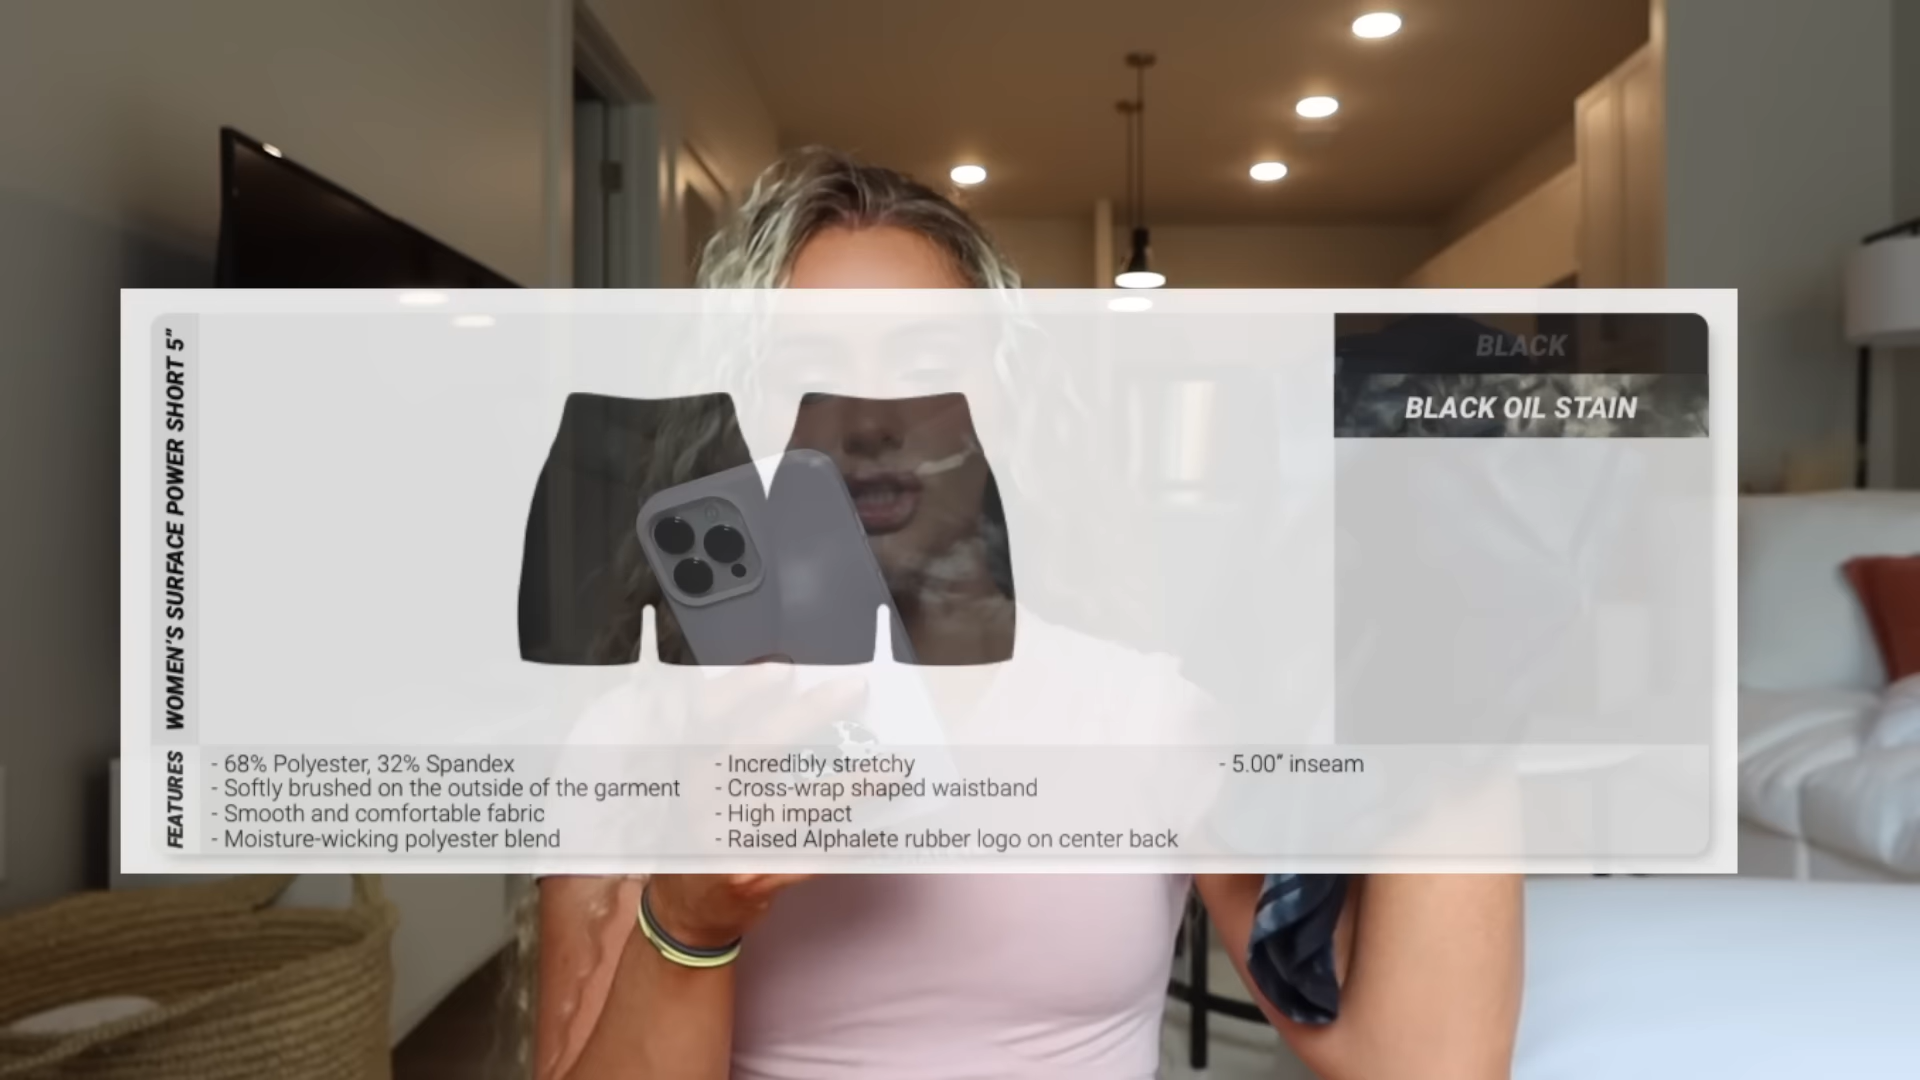 WOMEN'S SURFACE POWER SHORT 5"
BLACK
BLACK OIL STAIN
FEATURES
- 68% Polyester, 32% Spandex
- Softly brushed on the outside of the garment
- Smooth and comfortable fabric
- Moisture-wicking polyester blend
- Incredibly stretchy
- Cross-wrap shaped waistband
- High impact
- Raised Alphalete rubber logo on center back
- 5.00" inseam